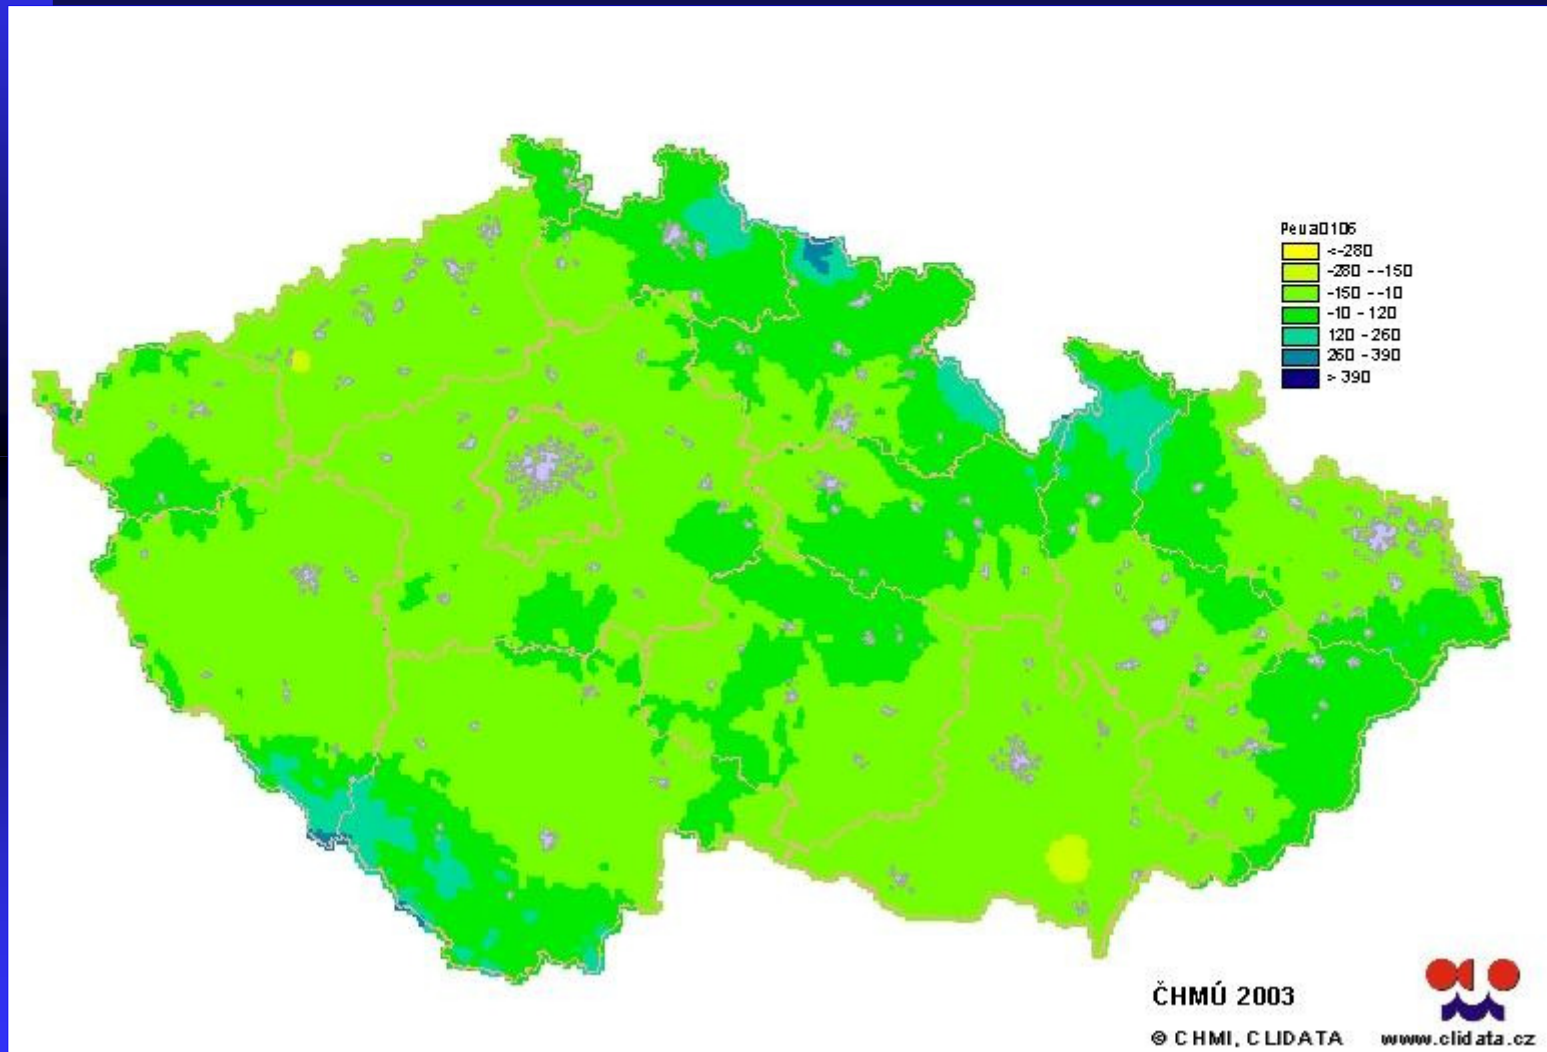 Peua0106
<-280
-280 --150
-150 --10
-10 - 120
120 - 260
260 - 390
> 390
ČHMÚ 2003
© CHMI, CLIDATA
www.clidata.cz